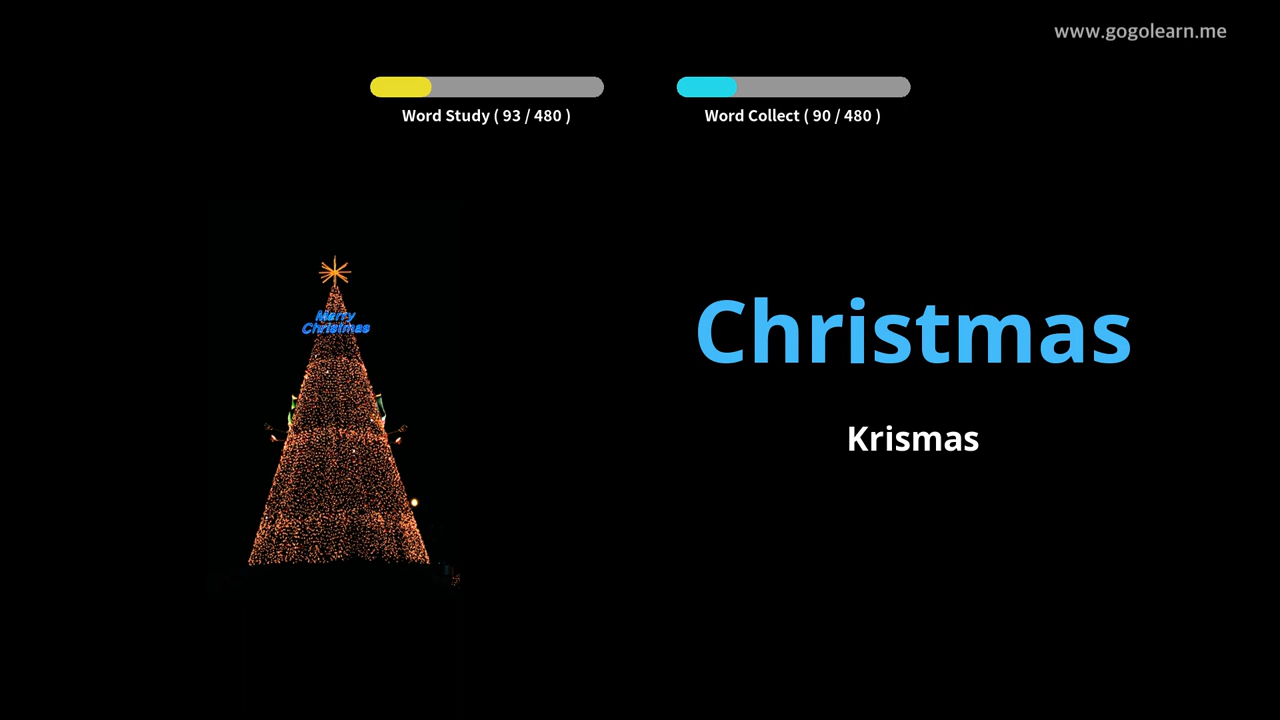 www.gogolearn.me
Word Study ( 93 / 480 )
Word Collect ( 90 / 480 )
Merry
Christmas
Christmas
Krismas